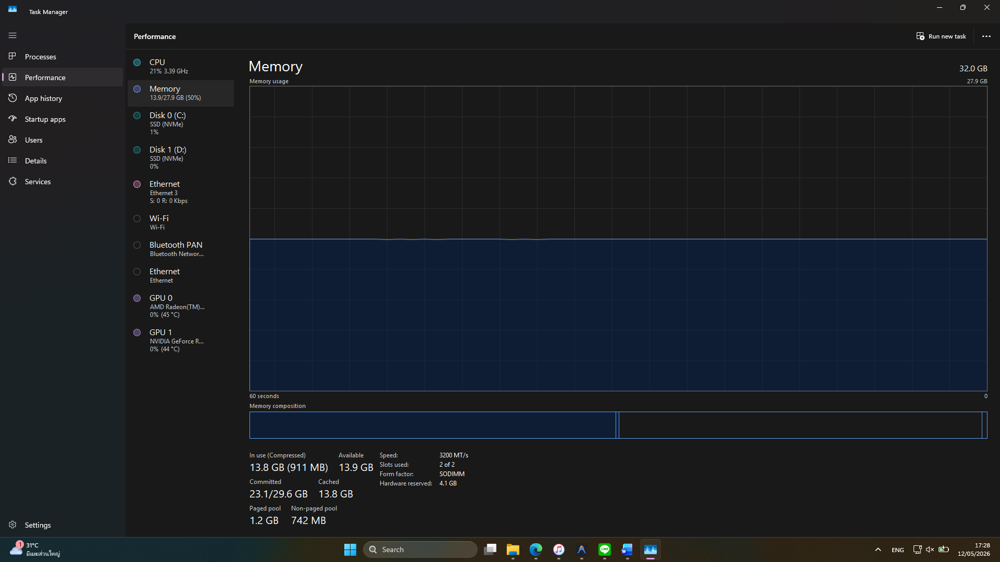 Task Manager
Performance
Run new task
Processes
Performance
App history
Startup apps
Users
Details
Services
Settings
CPU
21% 3.39 GHz
Memory
13.9/27.9 GB (50%)
Disk 0 (C:)
SSD (NVMe)
1%
Disk 1 (D:)
SSD (NVMe)
0%
Ethernet
Ethernet 3
S: 0 R: 0 Kbps
Wi-Fi
Wi-Fi
Bluetooth PAN
Bluetooth Networ...
Ethernet
Ethernet
GPU 0
AMD Radeon(TM)...
0% (45 °C)
GPU 1
NVIDIA GeForce R...
0% (44 °C)
Memory
32.0 GB
Memory usage
27.9 GB
60 seconds
0
Memory composition
In use (Compressed)
13.8 GB (911 MB)
Available
13.9 GB
Committed
23.1/29.6 GB
Cached
13.8 GB
Paged pool
1.2 GB
Non-paged pool
742 MB
Speed: 3200 MT/s
Slots used: 2 of 2
Form factor: SODIMM
Hardware reserved: 4.1 GB
1
31°C
มีเมฆส่วนใหญ่
Search
LINE
W
ENG
17:28
12/05/2026